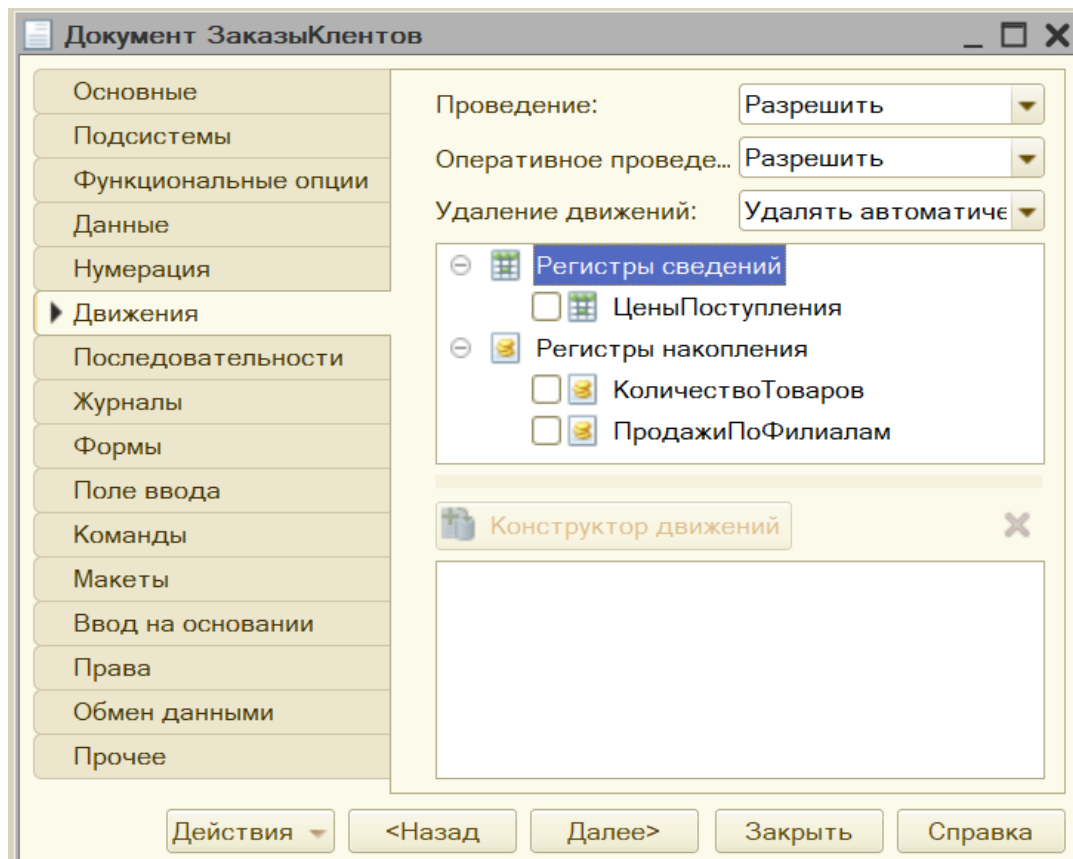 Документ ЗаказыКлентов
Основные
Подсистемы
Функциональные опции
Данные
Нумерация
Движения
Последовательности
Журналы
Формы
Поле ввода
Команды
Макеты
Ввод на основании
Права
Обмен данными
Прочее
Проведение: Разрешить
Оперативное проведе... Разрешить
Удаление движений: Удалять автоматиче
Регистры сведений
ЦеныПоступления
Регистры накопления
КоличествоТоваров
ПродажиПоФилиалам
Конструктор движений
Действия <Назад Далее> Закрыть Справка